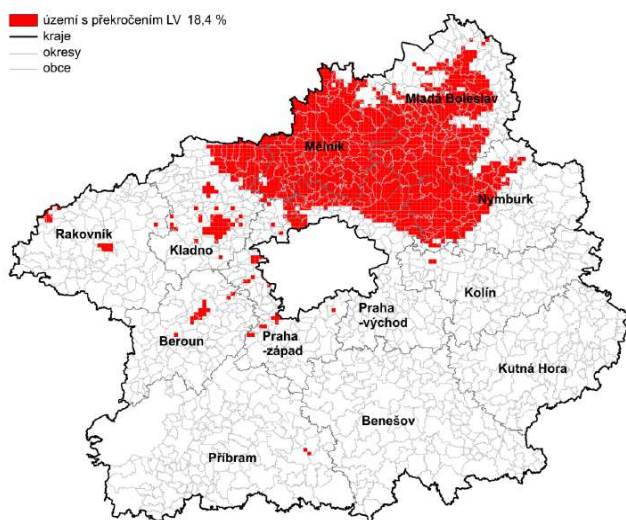 území s překročením LV 18,4 %
kraje
okresy
obce
Mladá Boleslav
Mělník
Nymburk
Rakovník
Kladno
Kolín
Praha
-východ
Beroun
Praha
-západ
Kutná Hora
Benešov
Příbram